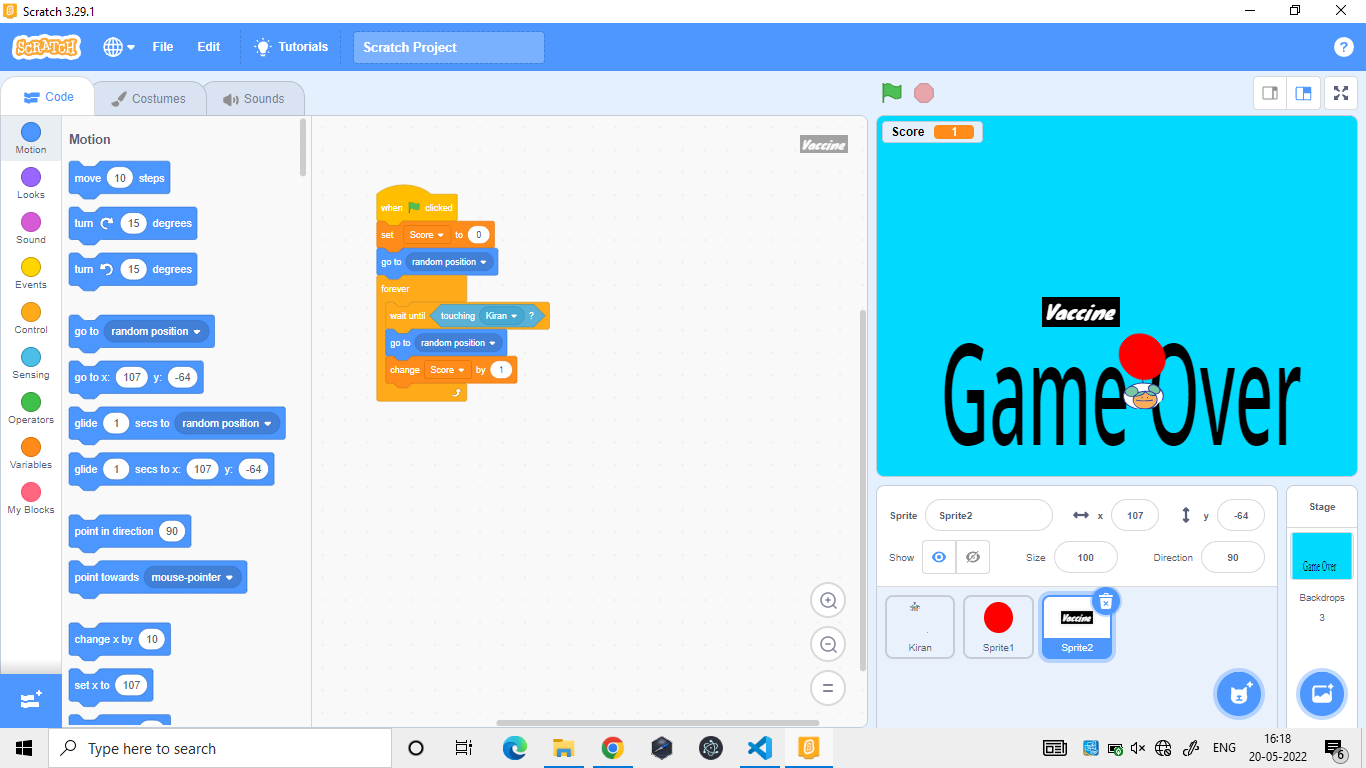 Scratch 3.29.1
SCRATCH
File Edit Tutorials Scratch Project ?
Code Costumes Sounds
Motion
Looks
Sound
Events
Control
Sensing
Operators
Variables
My Blocks
Motion
move 10 steps
turn 15 degrees
turn 15 degrees
go to random position
go to x: 107 y: -64
glide 1 secs to random position
glide 1 secs to x: 107 y: -64
point in direction 90
point towards mouse-pointer
change x by 10
set x to 107
when clicked
set Score to 0
go to random position
forever
wait until touching Kiran ?
go to random position
change Score by 1
Vaccine
Score 1
Vaccine
Game Over
Sprite Sprite2 x 107 y -64
Show Size 100 Direction 90
Kiran
Sprite1
Vaccine
Sprite2
Stage
Game Over
Backdrops
3
Type here to search
ENG
16:18
20-05-2022
6